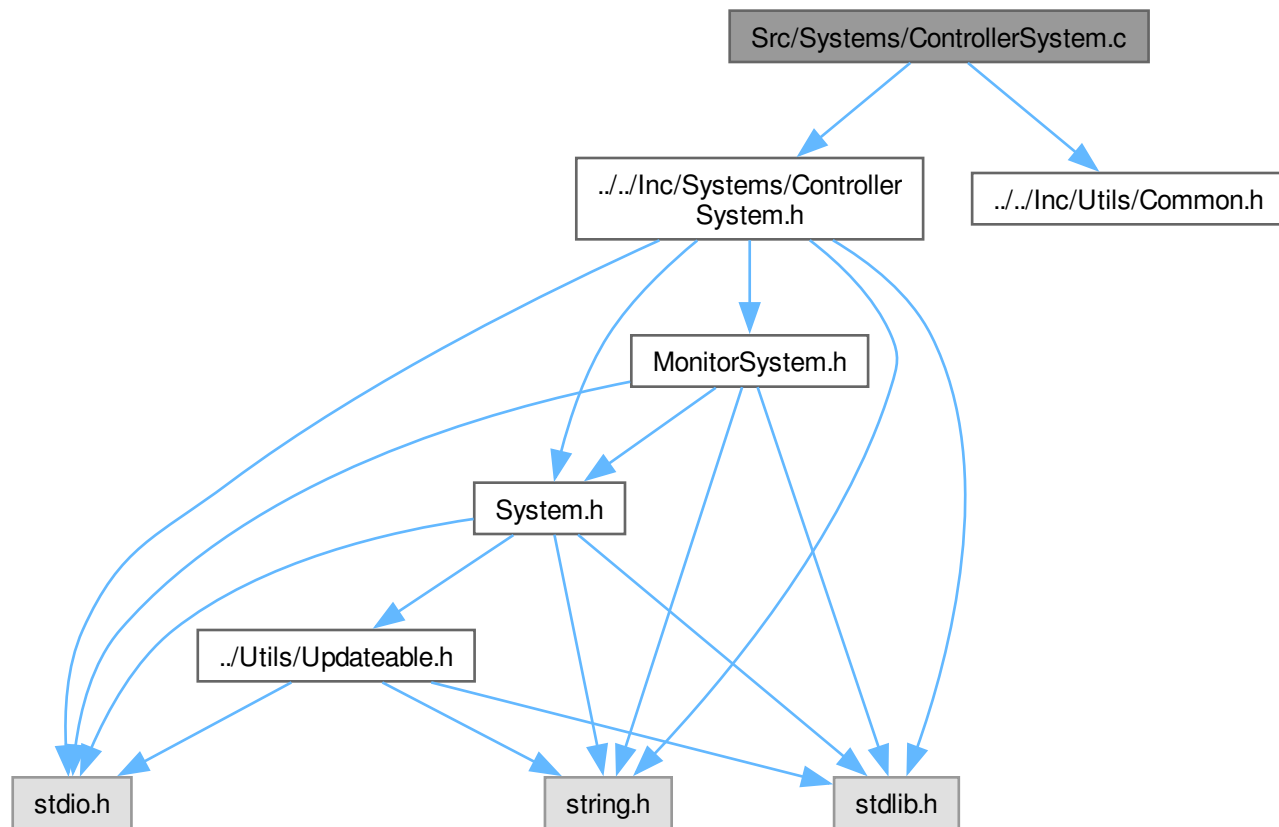 Src/Systems/ControllerSystem.c
../../Inc/Systems/Controller
System.h
../../Inc/Utils/Common.h
MonitorSystem.h
System.h
../Utils/Updateable.h
stdio.h
string.h
stdlib.h